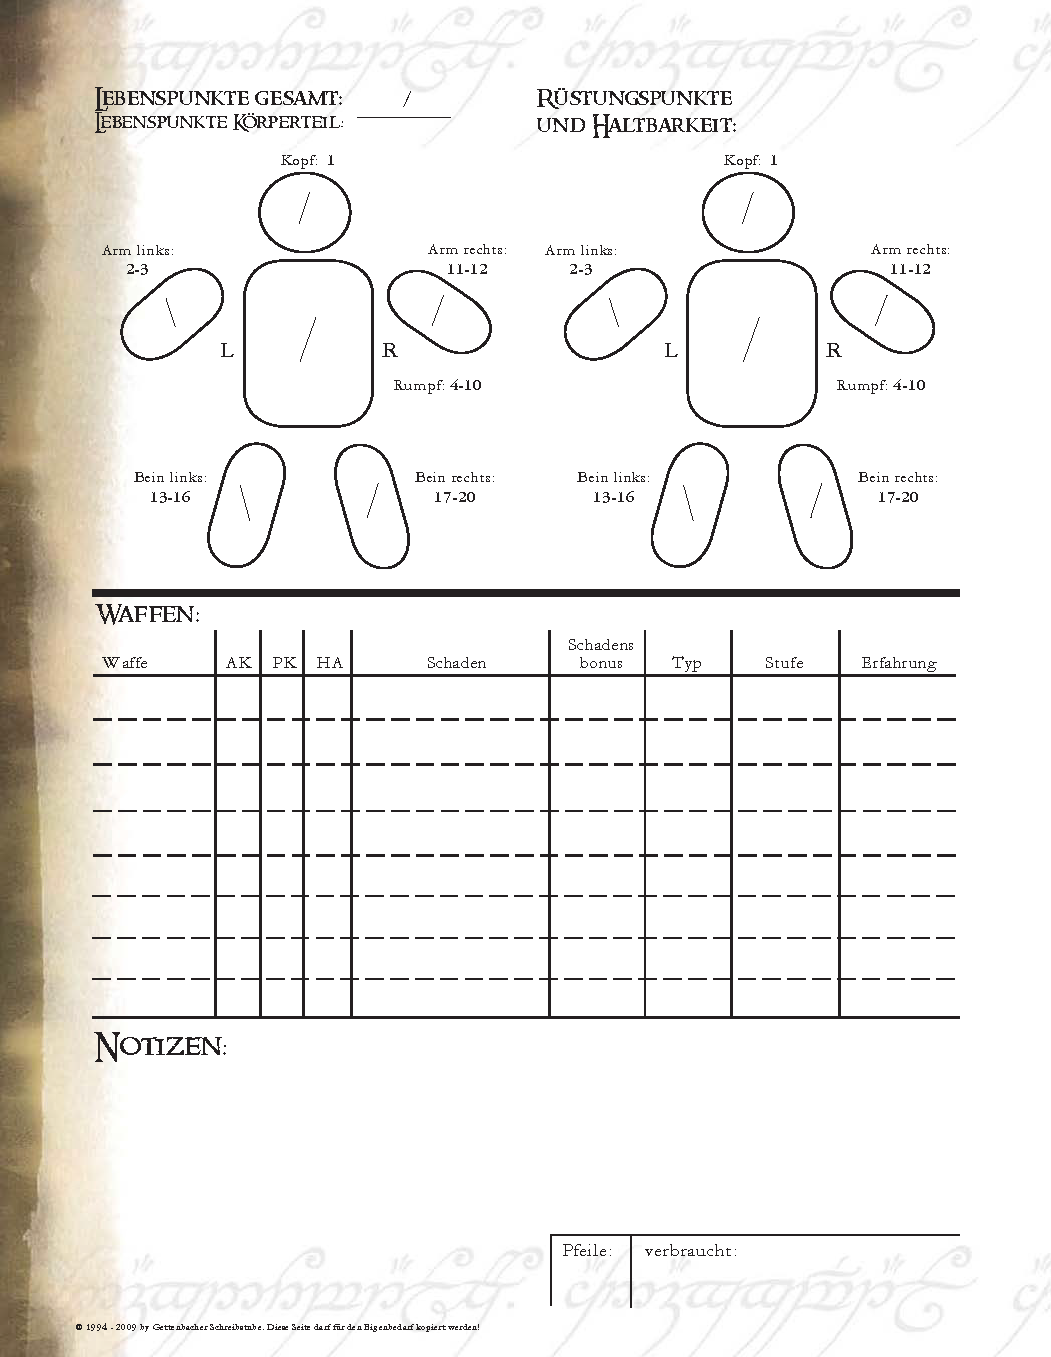 LEBENSPUNKTE GESAMT: /
LEBENSPUNKTE KÖRPERTEIL:
Kopf: 1
Arm links:
2-3
Arm rechts:
11-12
L
R
Rumpf: 4-10
Bein links:
13-16
Bein rechts:
17-20
RÜSTUNGSPUNKTE
UND HALTBARKEIT:
Kopf: 1
Arm links:
2-3
Arm rechts:
11-12
L
R
Rumpf: 4-10
Bein links:
13-16
Bein rechts:
17-20
WAFFEN:
Waffe AK PK HA Schaden Schadens bonus Typ Stufe Erfahrung
NOTIZEN:
Pfeile: verbraucht:
© 1994 - 2009 by Gettenbacher Schreibstube. Diese Seite darf für den Eigenbedarf kopiert werden!